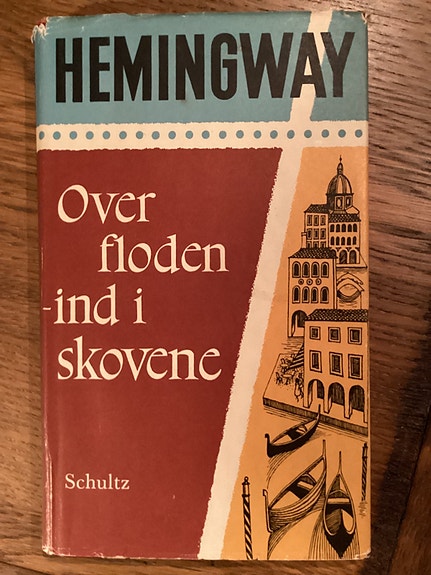 HEMINGWAY
Over
floden
-ind i
skovene
Schultz